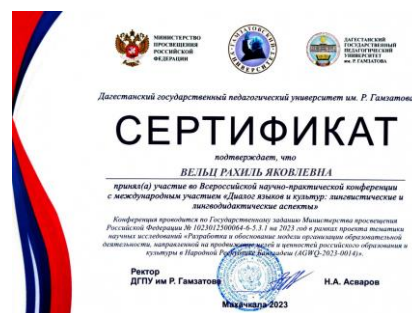 МИНИСТЕРСТВО
ПРОСВЕЩЕНИЯ
РОССИЙСКОЙ
ФЕДЕРАЦИИ
ГАМЗАТОВСКИЙ
УНИВЕРСИТЕТ
ДАГЕСТАНСКИЙ
ГОСУДАРСТВЕННЫЙ
ПЕДАГОГИЧЕСКИЙ
УНИВЕРСИТЕТ
им. Р. ГАМЗАТОВА
Дагестанский государственный педагогический университет им. Р. Гамзатова
СЕРТИФИКАТ
подтверждает, что
ВЕЛЬЦ РАХИЛЬ ЯКОВЛЕВНА
принял(а) участие во Всероссийской научно-практической конференции
с международным участием «Диалог языков и культур: лингвистические и
лингводидактические аспекты»
Конференция проводится по Государственному заданию Министерства просвещения
Российской Федерации № 1023012500064-6-5.3.1 на 2023 год в рамках проекта тематики
научных исследований «Разработка и обоснование модели организации образовательной
деятельности, направленной на продвижение целей и ценностей российского образования и
культуры в Народной Республике Бангладеш (AGWQ-2023-0014)».
Ректор
ДГПУ им Р. Гамзатова
Н.А. Асваров
Махачкала 2023